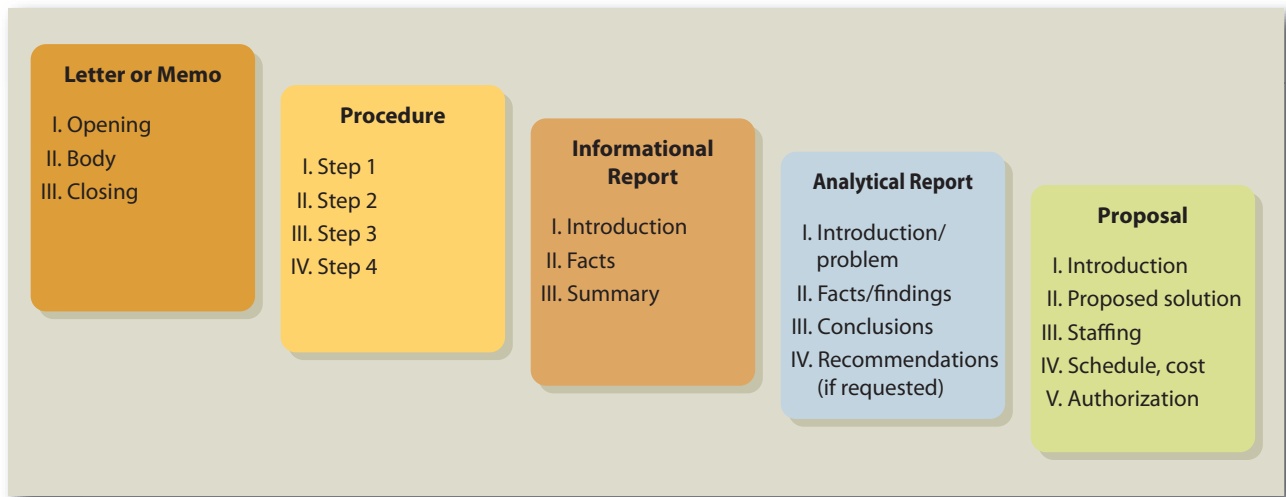 Letter or Memo
I. Opening
II. Body
III. Closing
Procedure
I. Step 1
II. Step 2
III. Step 3
IV. Step 4
Informational
Report
I. Introduction
II. Facts
III. Summary
Analytical Report
I. Introduction/
problem
II. Facts/findings
III. Conclusions
IV. Recommendations
(if requested)
Proposal
I. Introduction
II. Proposed solution
III. Staffing
IV. Schedule, cost
V. Authorization